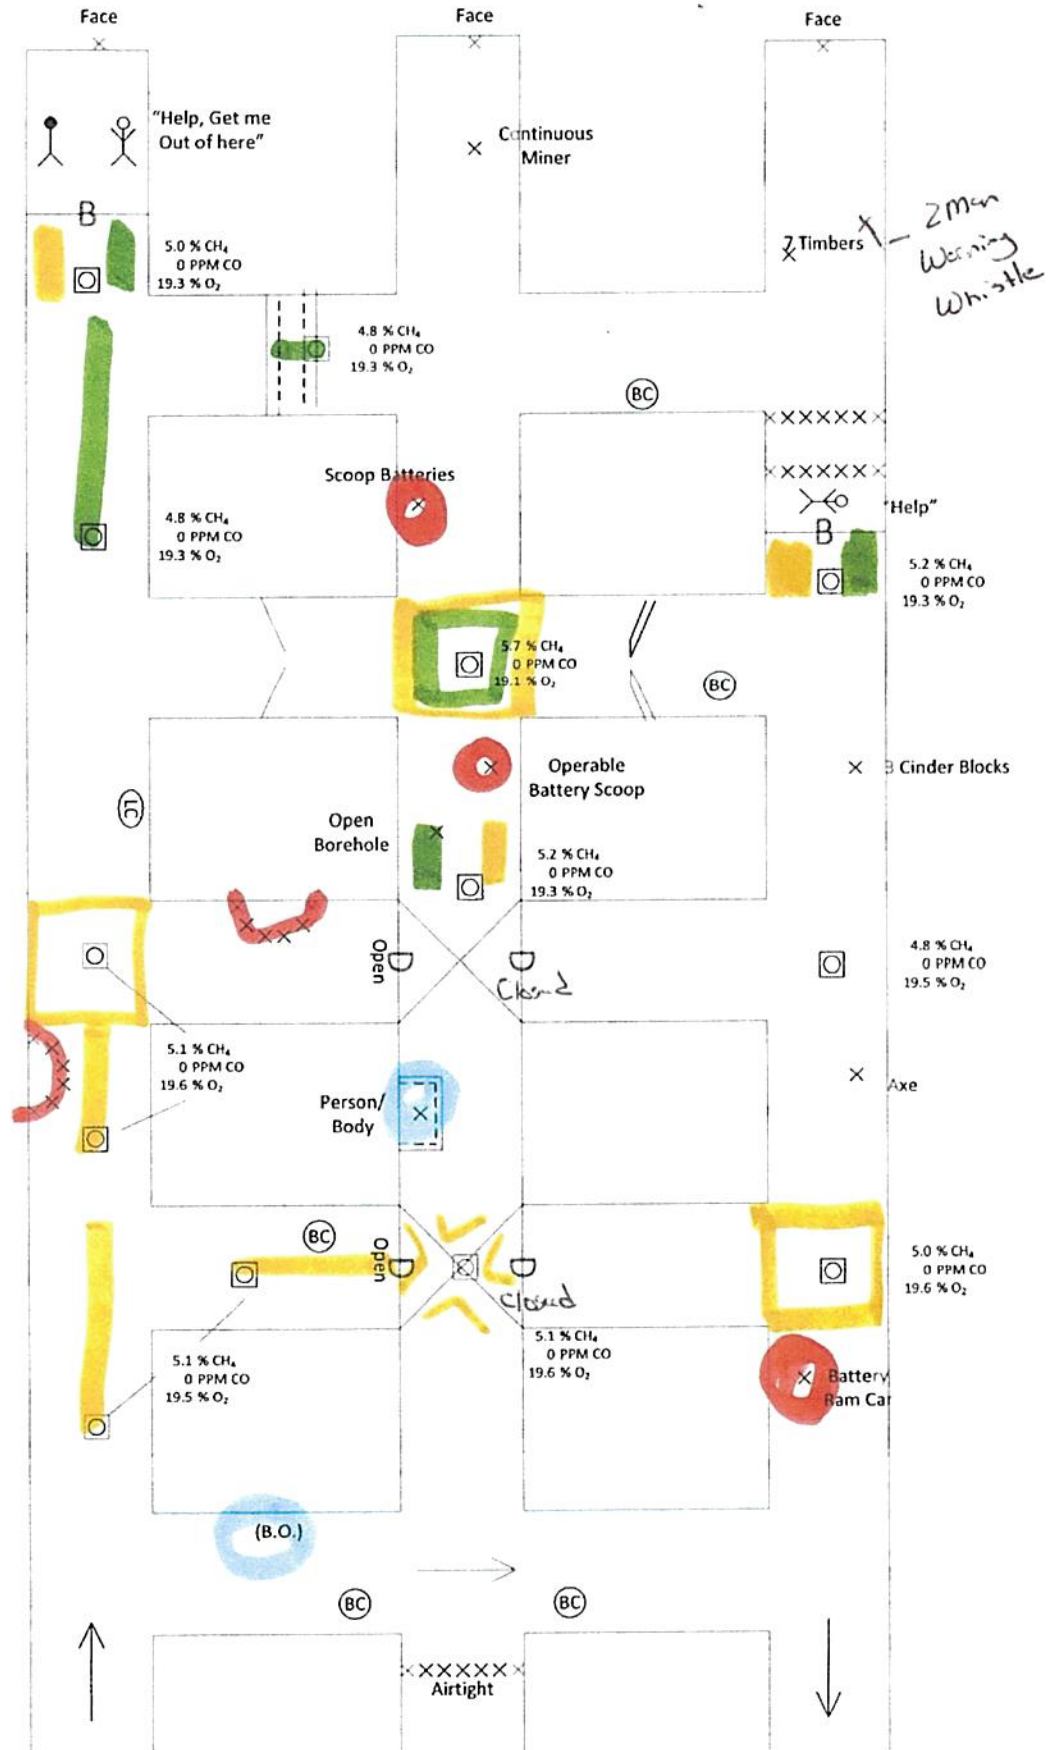 Face
Face
Face
"Help, Get me
Out of here"
Continuous
Miner
B
7 Timbers
2 Man
Warning
Whistle
5.0 % CH₄
0 PPM CO
19.3 % O₂
4.8 % CH₄
0 PPM CO
19.3 % O₂
BC
Scoop Batteries
"Help"
B
4.8 % CH₄
0 PPM CO
19.3 % O₂
5.2 % CH₄
0 PPM CO
19.3 % O₂
5.7 % CH₄
0 PPM CO
19.1 % O₂
BC
Operable
Battery Scoop
3 Cinder Blocks
LC
Open
Borehole
5.2 % CH₄
0 PPM CO
19.3 % O₂
Open
D
D
Closed
4.8 % CH₄
0 PPM CO
19.5 % O₂
5.1 % CH₄
0 PPM CO
19.6 % O₂
Person/
Body
Axe
BC
Open
D
D
Closed
5.0 % CH₄
0 PPM CO
19.6 % O₂
5.1 % CH₄
0 PPM CO
19.5 % O₂
5.1 % CH₄
0 PPM CO
19.6 % O₂
Battery
Ram Car
(B.O.)
BC
BC
Airtight